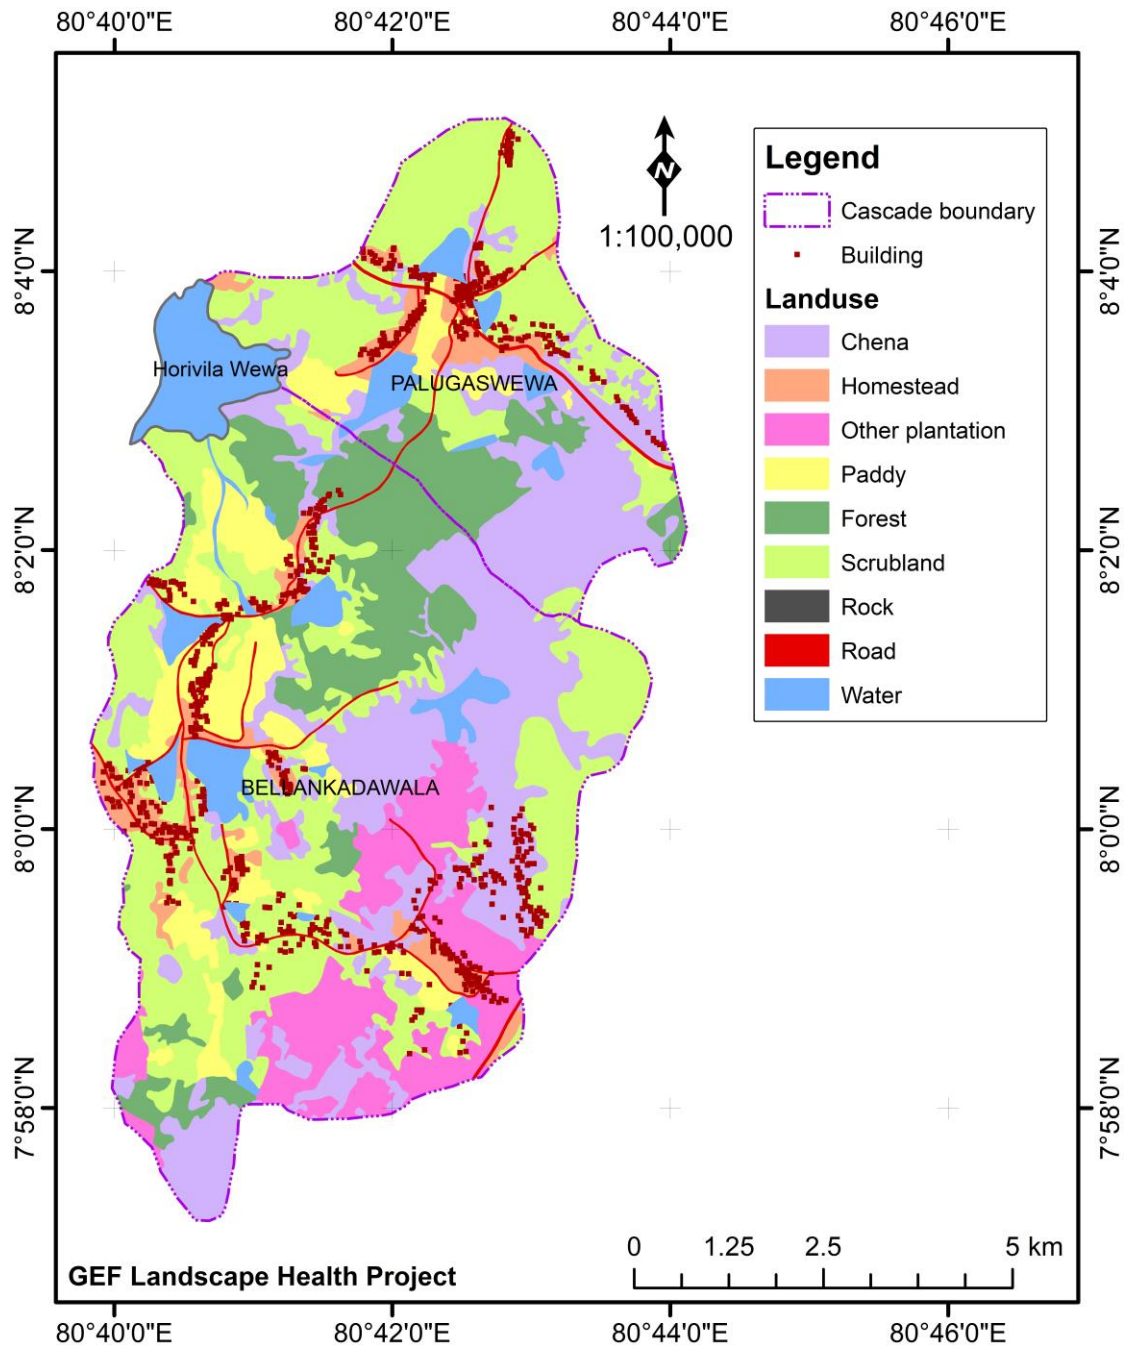 80°40'0"E 80°42'0"E 80°44'0"E 80°46'0"E
N
1:100,000
Legend
Cascade boundary
Building
Landuse
Chena
Homestead
Other plantation
Paddy
Forest
Scrubland
Rock
Road
Water
8°4'0"N 8°4'0"N
Horivila Wewa
PALUGASWEWA
8°2'0"N 8°2'0"N
BELLANKADAWALA
8°0'0"N 8°0'0"N
7°58'0"N 7°58'0"N
0 1.25 2.5 5 km
GEF Landscape Health Project
80°40'0"E 80°42'0"E 80°44'0"E 80°46'0"E